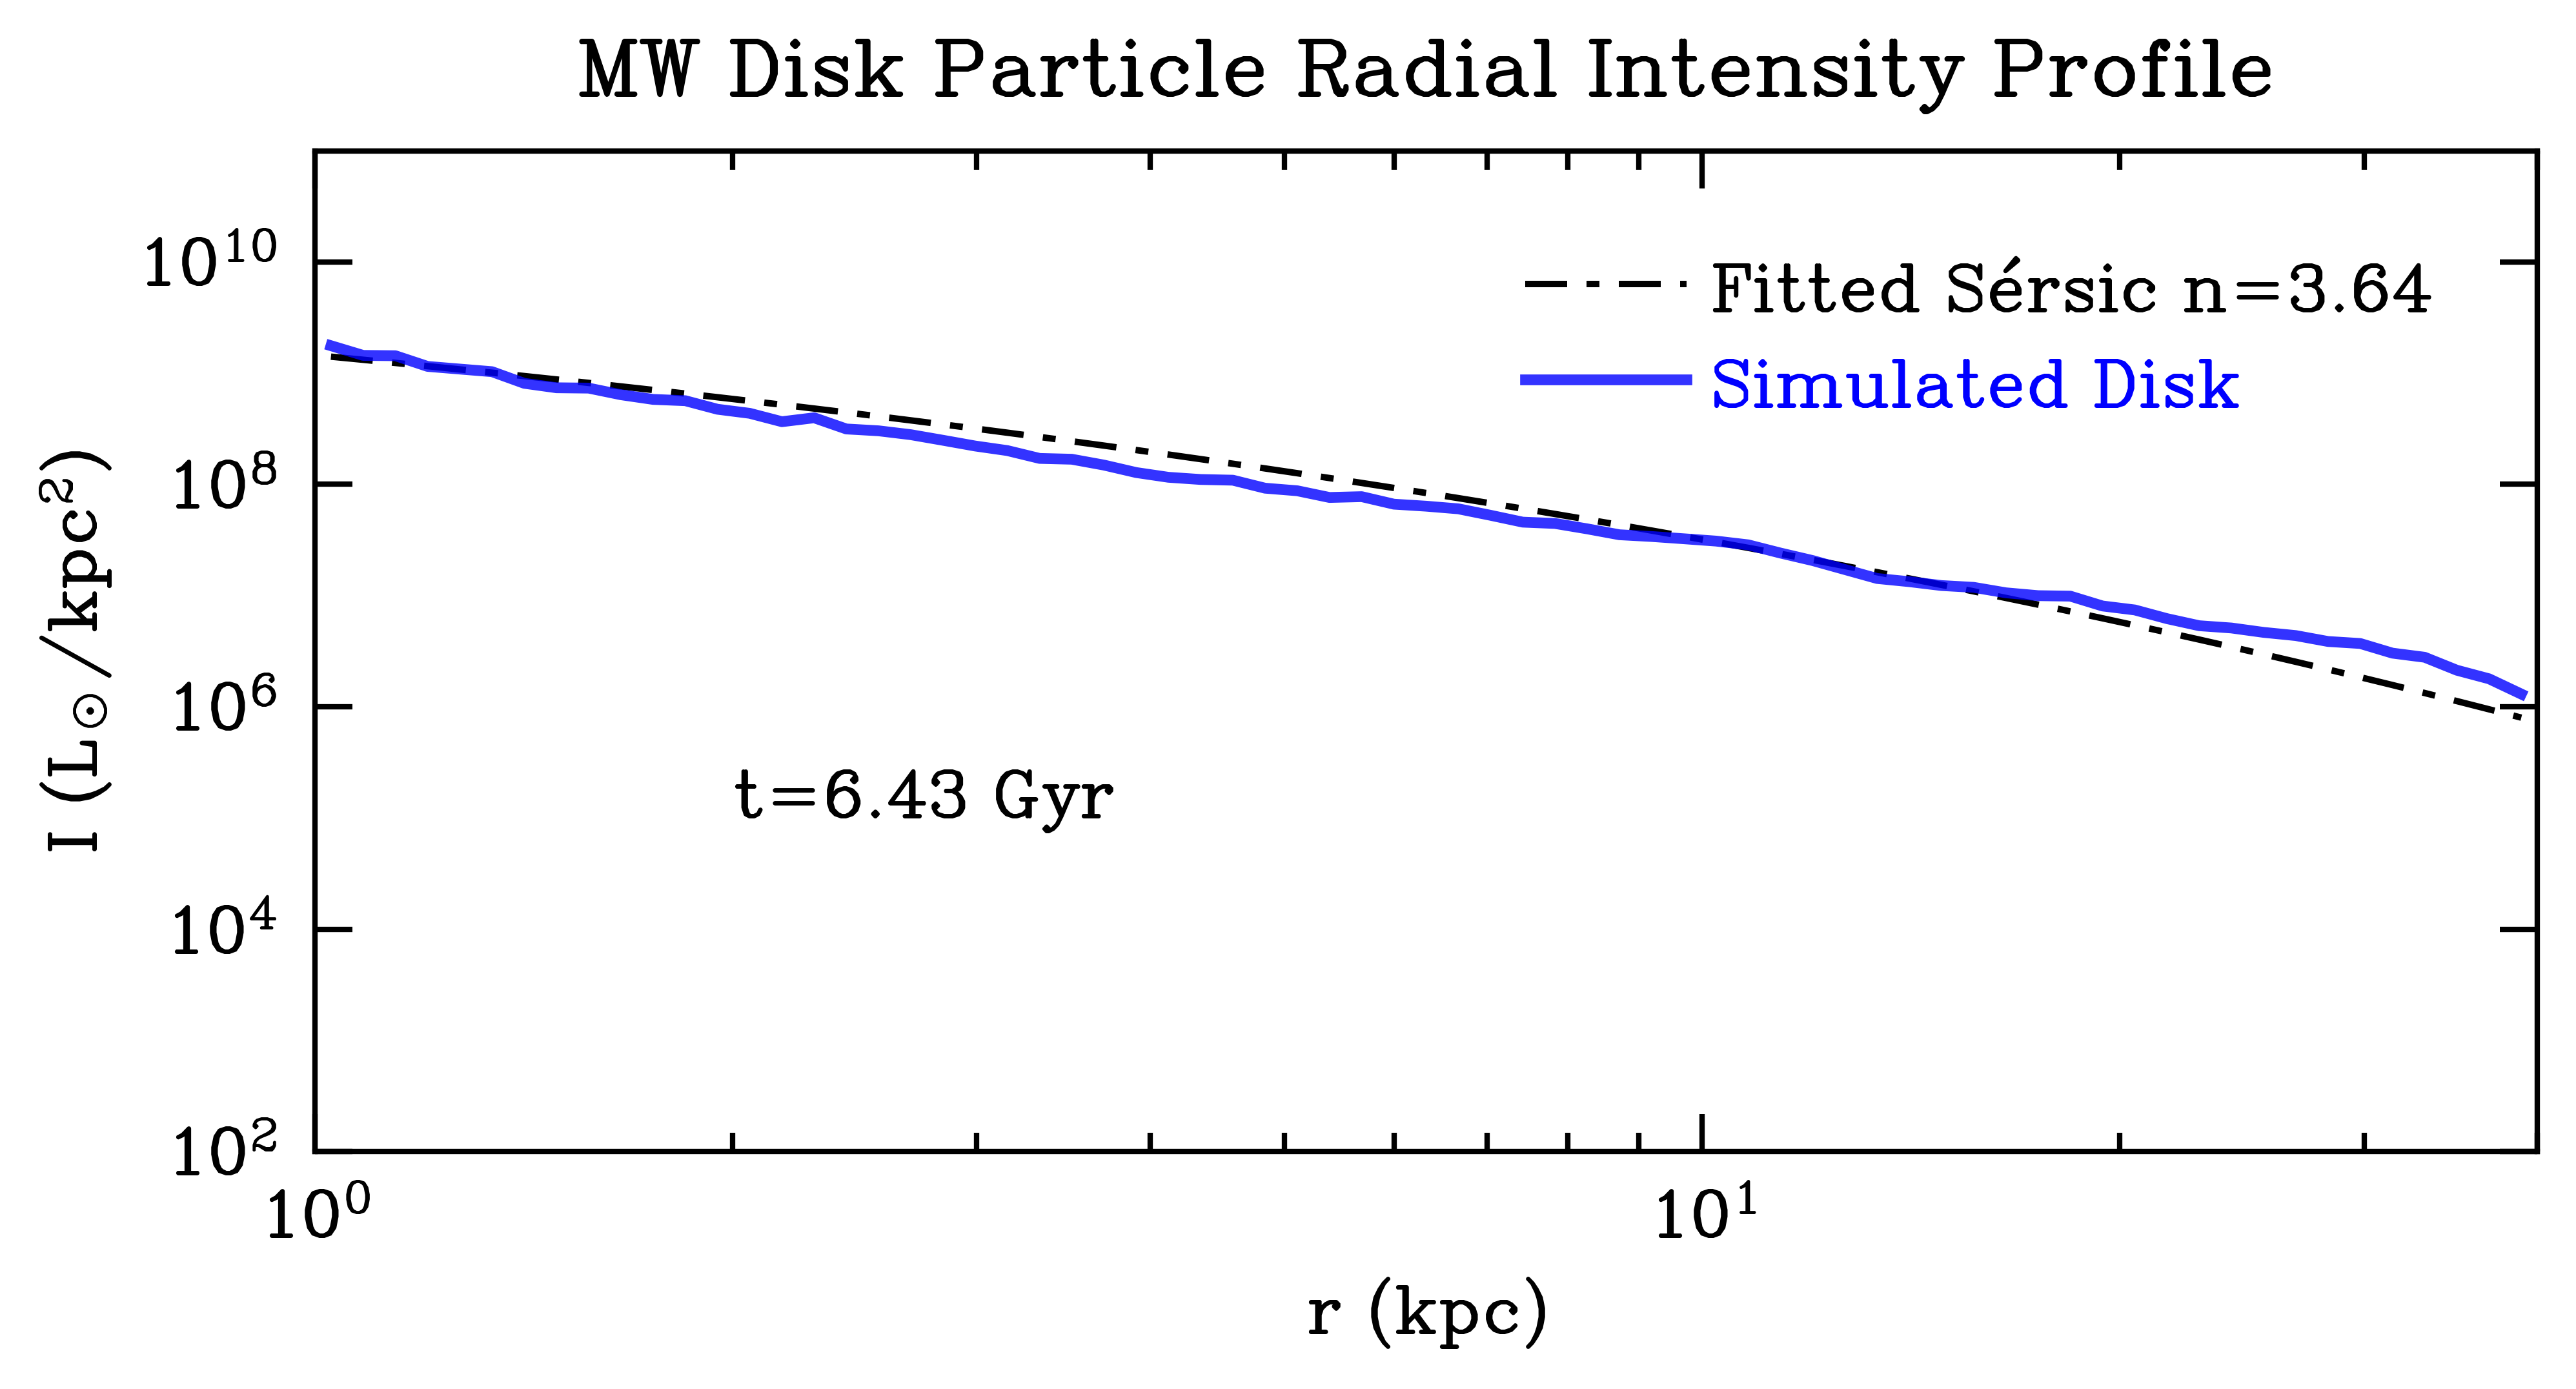 MW Disk Particle Radial Intensity Profile
I (L⊙/kpc²)
10¹⁰
10⁸
10⁶
10⁴
10²
Fitted Sérsic n=3.64
Simulated Disk
t=6.43 Gyr
10⁰
10¹
r (kpc)